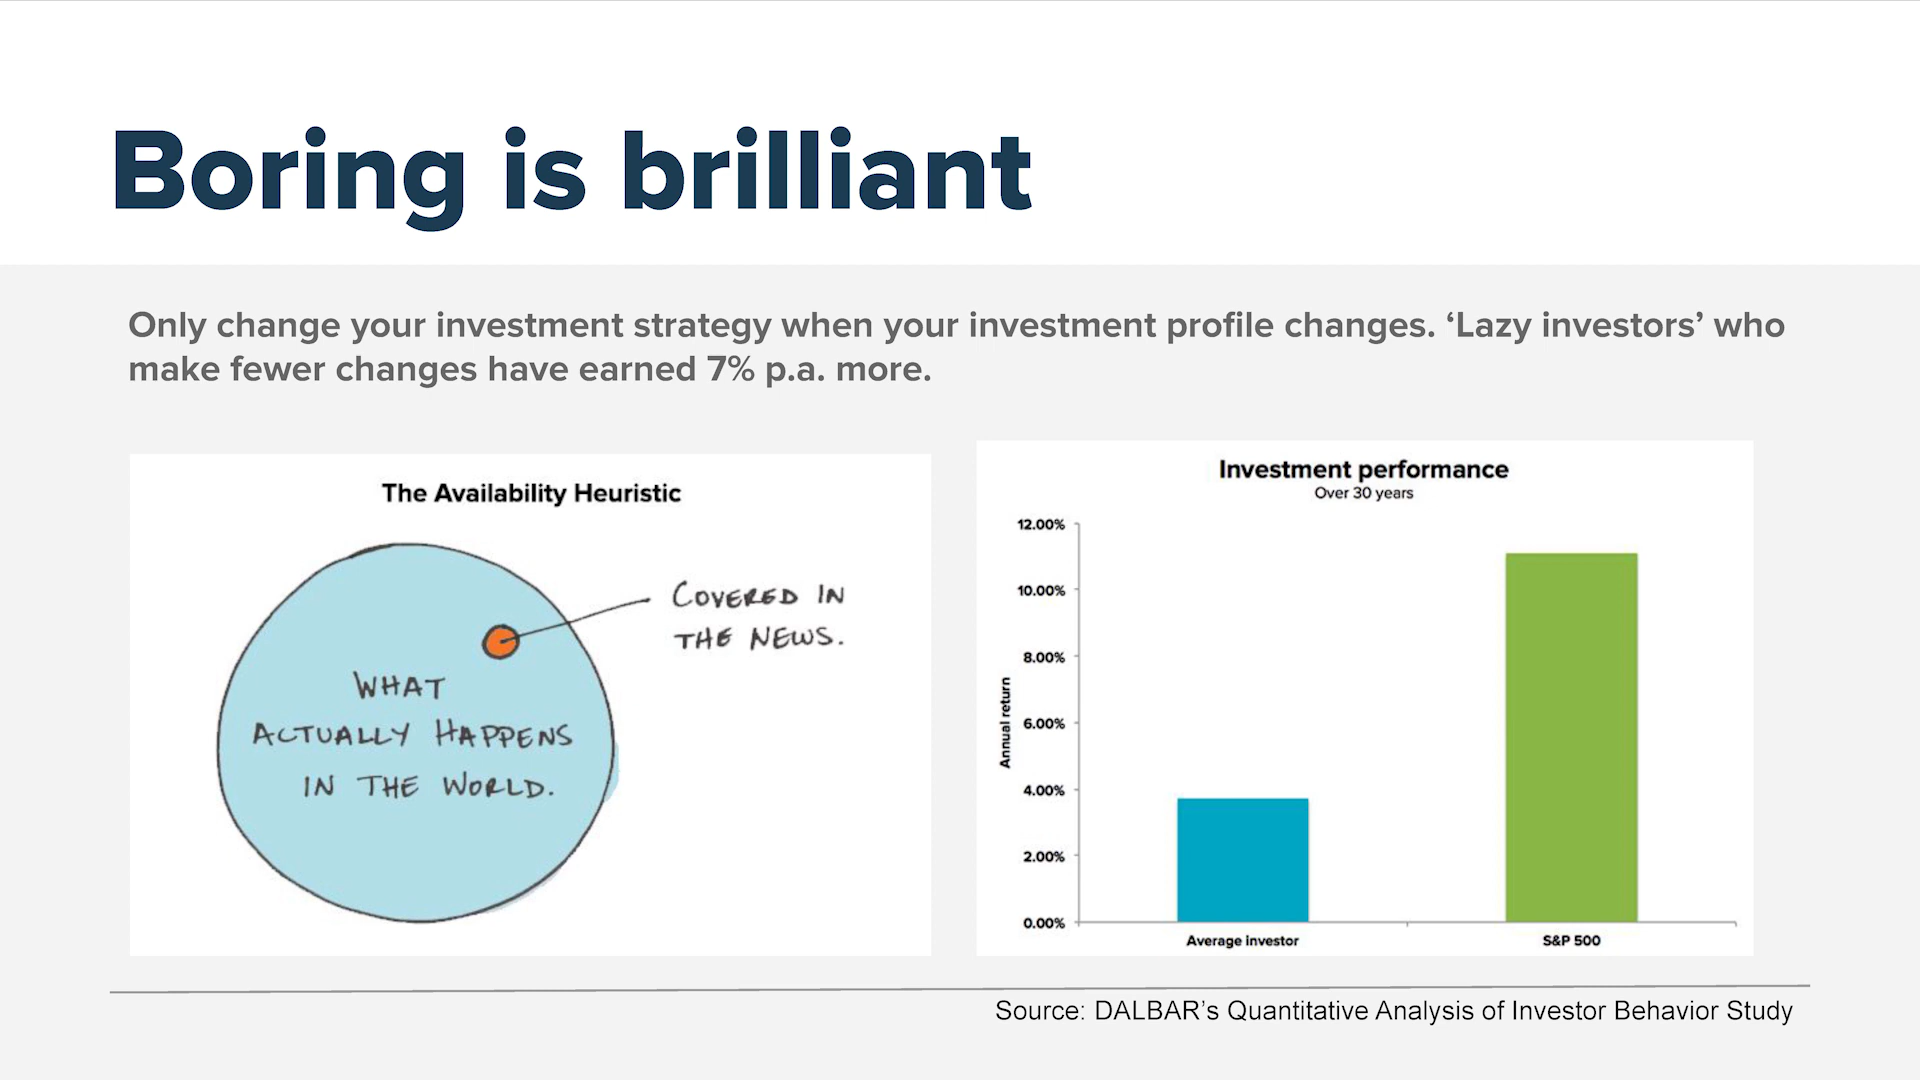 Boring is brilliant
Only change your investment strategy when your investment profile changes. ‘Lazy investors’ who
make fewer changes have earned 7% p.a. more.
The Availability Heuristic
COVERED IN
THE NEWS.
WHAT
ACTUALLY HAPPENS
IN THE WORLD.
Investment performance
Over 30 years
12.00%
10.00%
8.00%
6.00%
4.00%
2.00%
0.00%
Annual return
Average investor
S&P 500
Source: DALBAR’s Quantitative Analysis of Investor Behavior Study